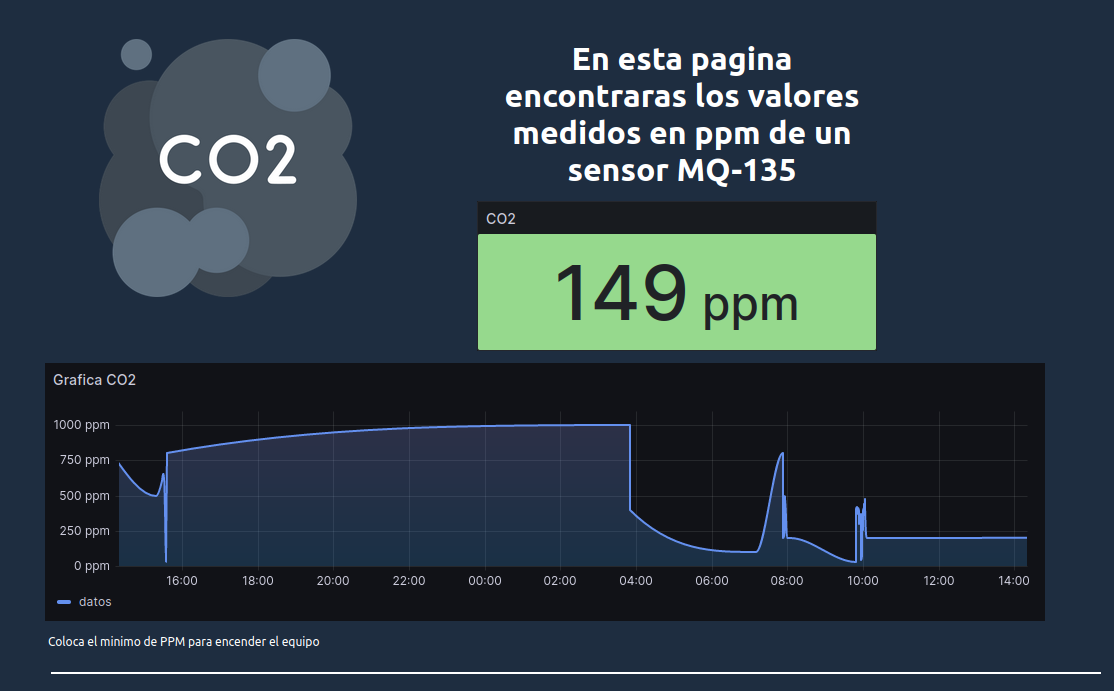 CO2
En esta pagina
encontraras los valores
medidos en ppm de un
sensor MQ-135
CO2
149 ppm
Grafica CO2
1000 ppm
750 ppm
500 ppm
250 ppm
0 ppm
16:00 18:00 20:00 22:00 00:00 02:00 04:00 06:00 08:00 10:00 12:00 14:00
datos
Coloca el minimo de PPM para encender el equipo